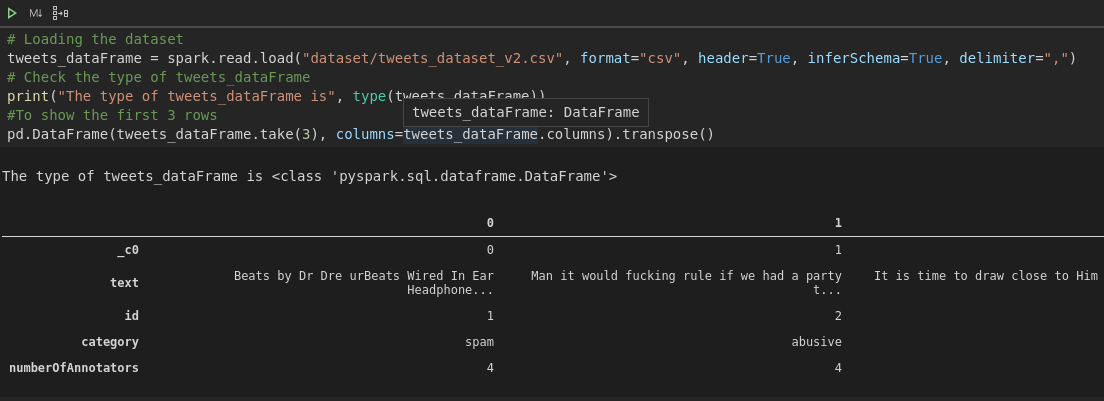 M↓
# Loading the dataset
tweets_dataFrame = spark.read.load("dataset/tweets_dataset_v2.csv", format="csv", header=True, inferSchema=True, delimiter=",")
# Check the type of tweets_dataFrame
print("The type of tweets_dataFrame is", type(tweets_dataFrame))
tweets_dataFrame: DataFrame
#To show the first 3 rows
pd.DataFrame(tweets_dataFrame.take(3), columns=tweets_dataFrame.columns).transpose()
The type of tweets_dataFrame is <class 'pyspark.sql.dataframe.DataFrame'>
0 1
_c0 0 1
text Beats by Dr Dre urBeats Wired In Ear Headphone... Man it would fucking rule if we had a party t... It is time to draw close to Him
id 1 2
category spam abusive
numberOfAnnotators 4 4